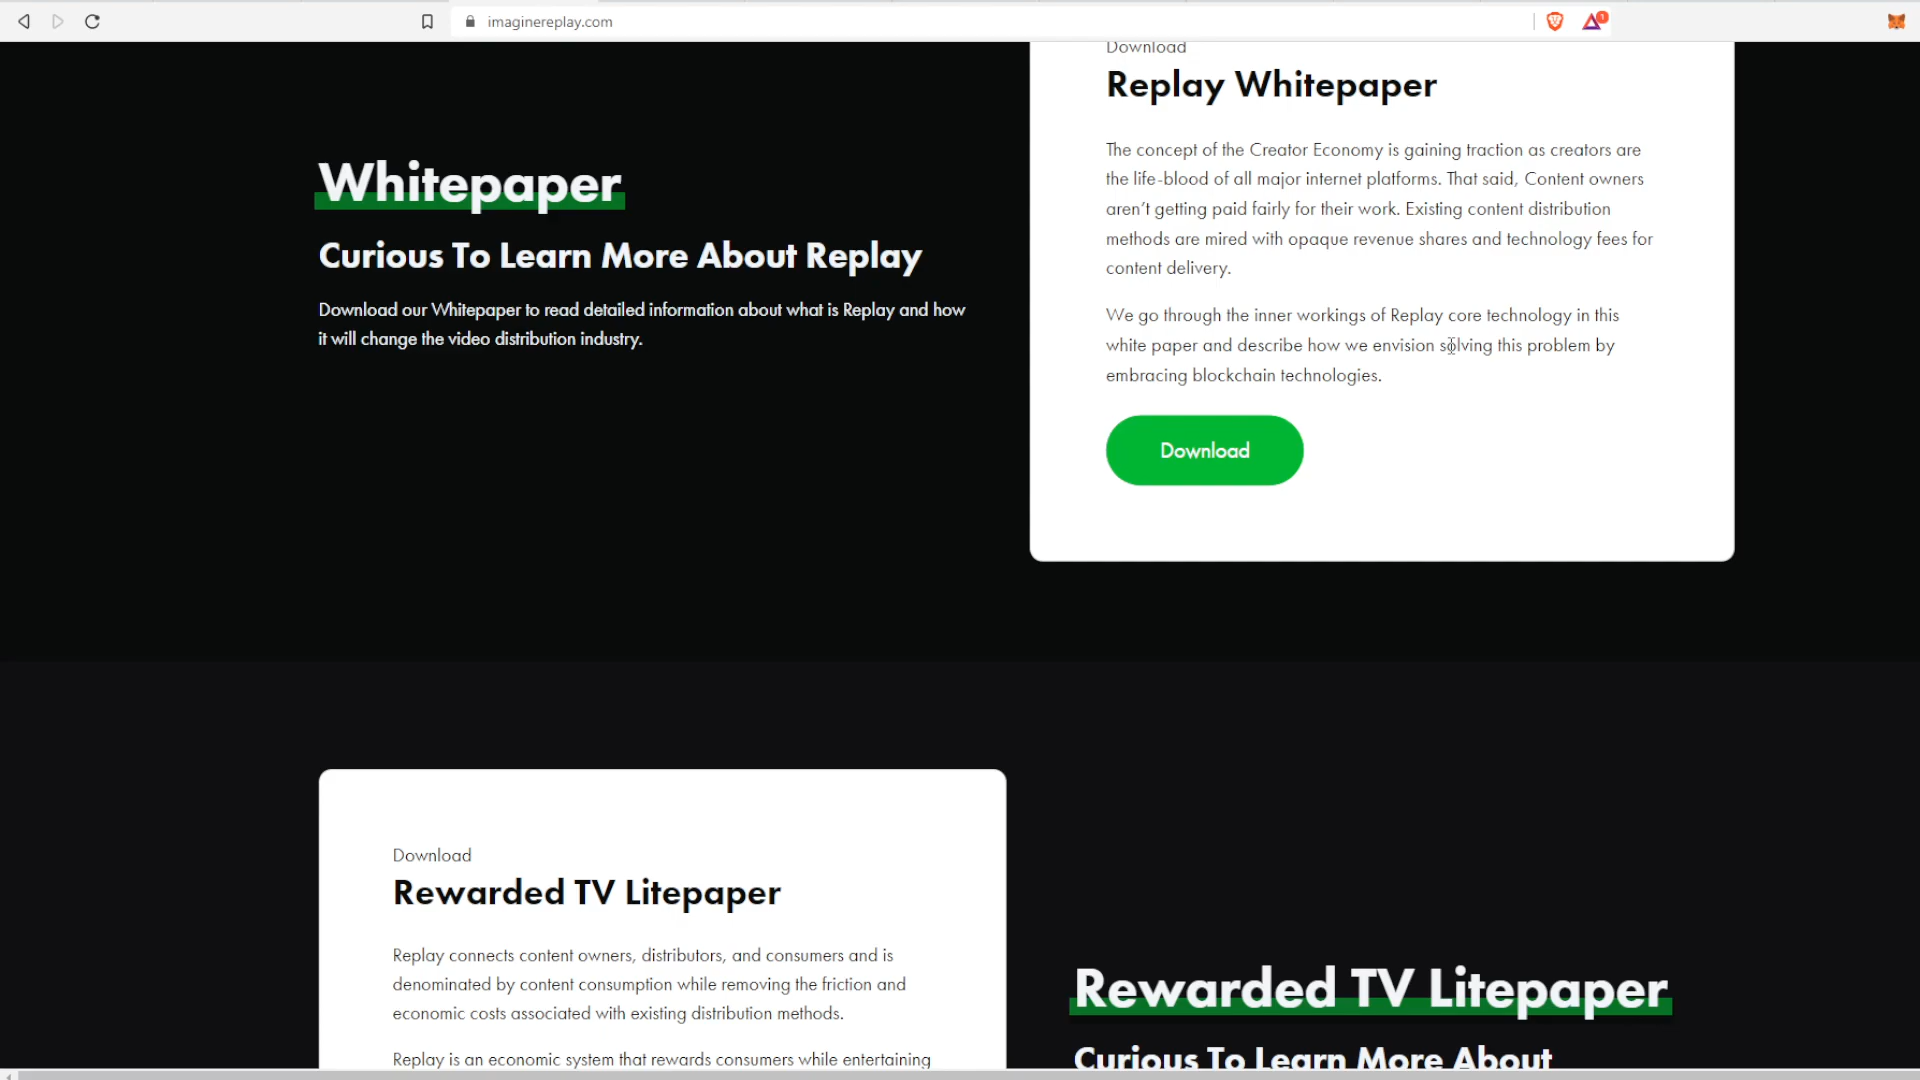 imaginereplay.com
1
Whitepaper
Curious To Learn More About Replay
Download our Whitepaper to read detailed information about what is Replay and how
it will change the video distribution industry.
Download
Replay Whitepaper
The concept of the Creator Economy is gaining traction as creators are
the life-blood of all major internet platforms. That said, Content owners
aren’t getting paid fairly for their work. Existing content distribution
methods are mired with opaque revenue shares and technology fees for
content delivery.
We go through the inner workings of Replay core technology in this
white paper and describe how we envision solving this problem by
embracing blockchain technologies.
Download
Download
Rewarded TV Litepaper
Replay connects content owners, distributors, and consumers and is
denominated by content consumption while removing the friction and
economic costs associated with existing distribution methods.
Replay is an economic system that rewards consumers while entertaining
Rewarded TV Litepaper
Curious To Learn More About